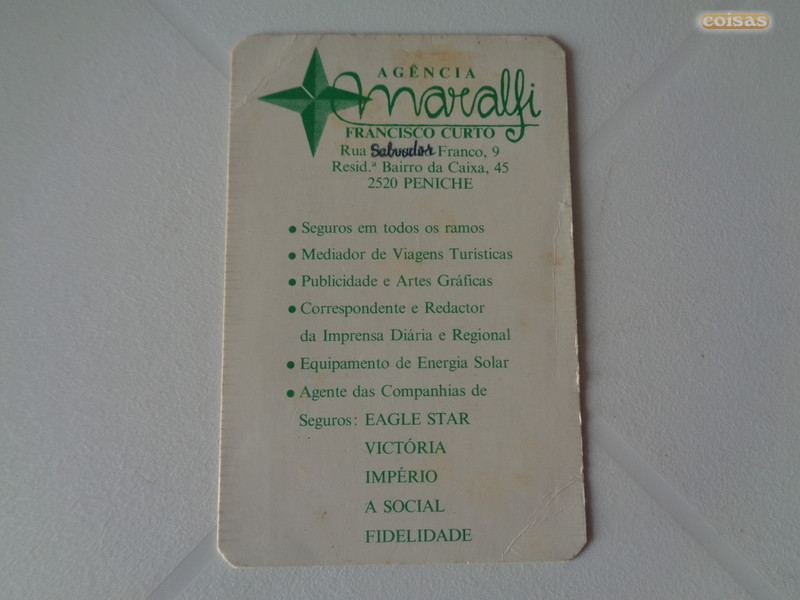 coisas
AGÊNCIA
Maralfi
FRANCISCO CURTO
Rua Salvador Franco, 9
Resid.ª Bairro da Caixa, 45
2520 PENICHE
• Seguros em todos os ramos
• Mediador de Viagens Turísticas
• Publicidade e Artes Gráficas
• Correspondente e Redactor
da Imprensa Diária e Regional
• Equipamento de Energia Solar
• Agente das Companhias de
Seguros: EAGLE STAR
VICTÓRIA
IMPÉRIO
A SOCIAL
FIDELIDADE